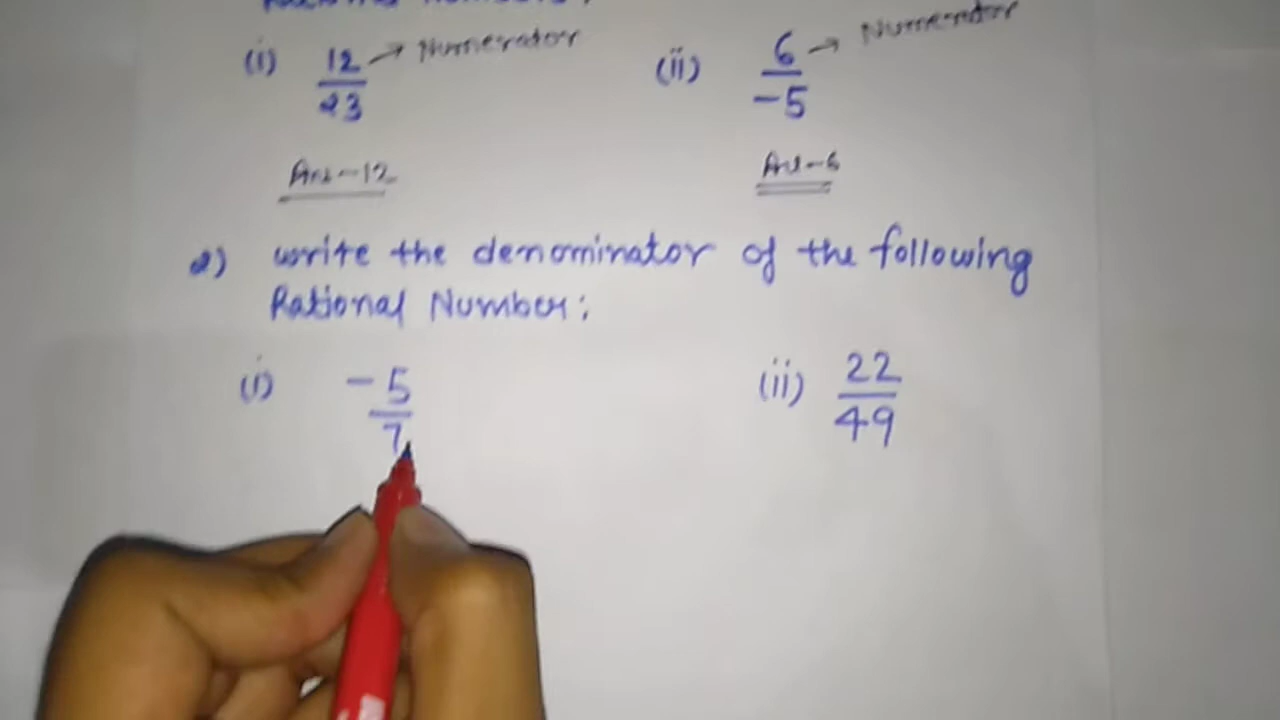 (i) 12/23 → Numerator (ii) 6/-5 → Numerator
Ans-12 Ans-6
2) write the denominator of the following
Rational Number:
(i) -5/7 (ii) 22/49